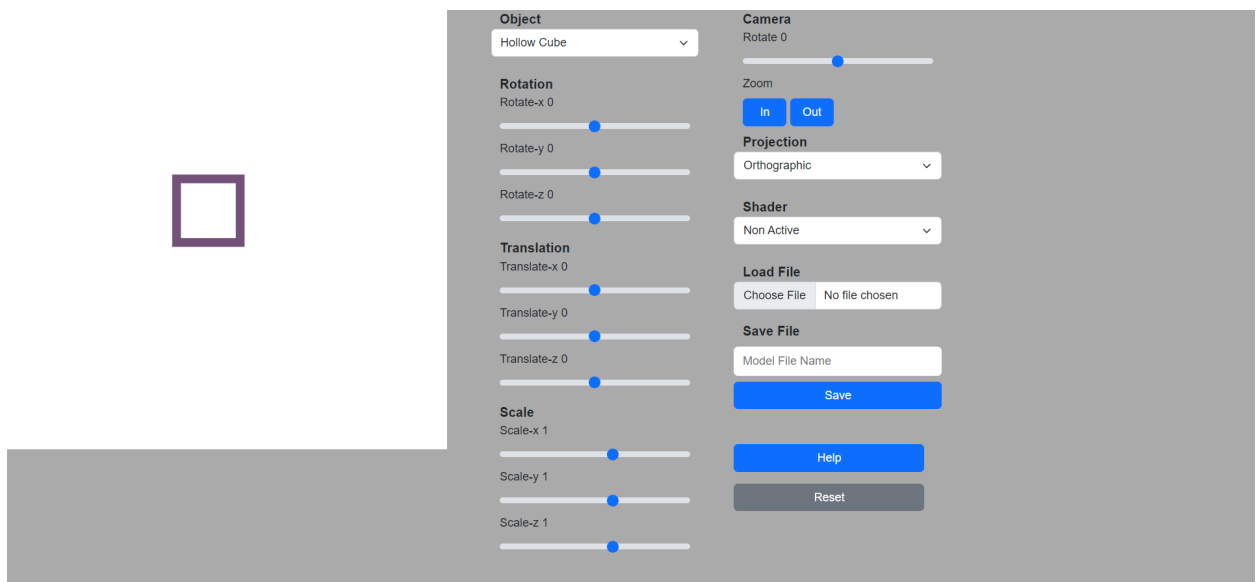 Object
Hollow Cube
Rotation
Rotate-x 0
Rotate-y 0
Rotate-z 0
Translation
Translate-x 0
Translate-y 0
Translate-z 0
Scale
Scale-x 1
Scale-y 1
Scale-z 1
Camera
Rotate 0
Zoom
In Out
Projection
Orthographic
Shader
Non Active
Load File
Choose File No file chosen
Save File
Model File Name
Save
Help
Reset